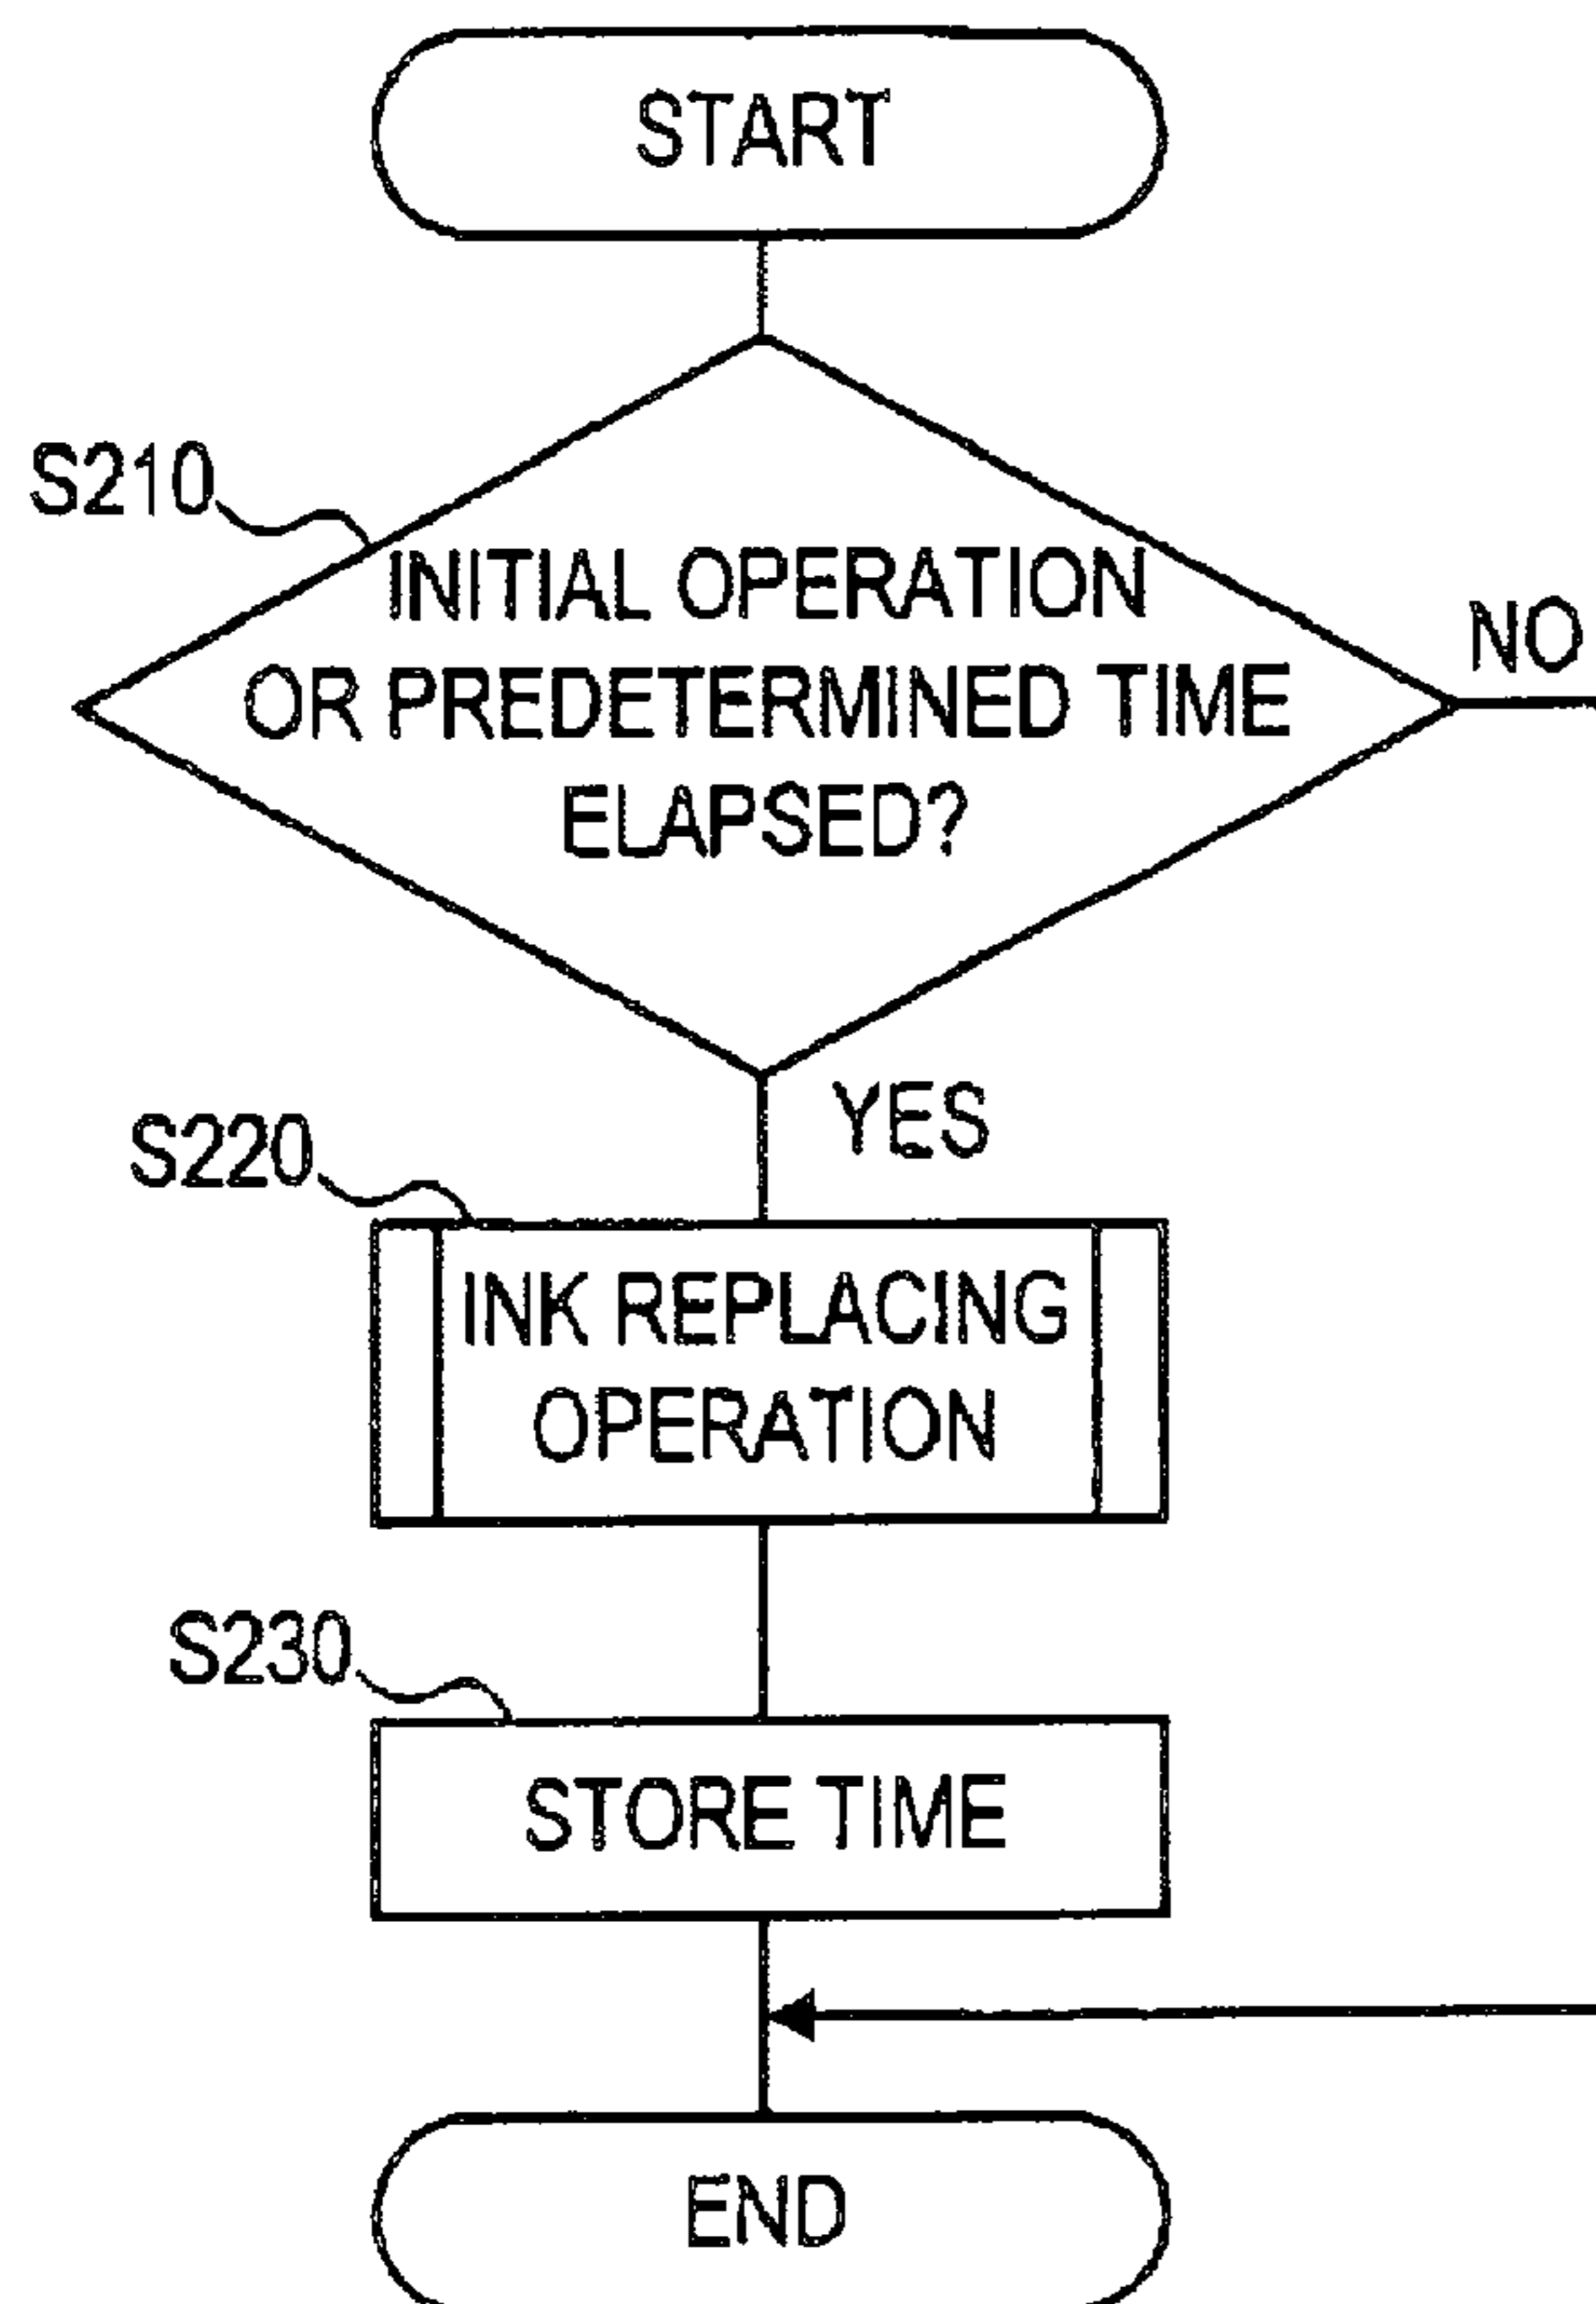 START
S210
INITIAL OPERATION
OR PREDETERMINED TIME
ELAPSED?
NO
YES
S220
INK REPLACING
OPERATION
S230
STORE TIME
END